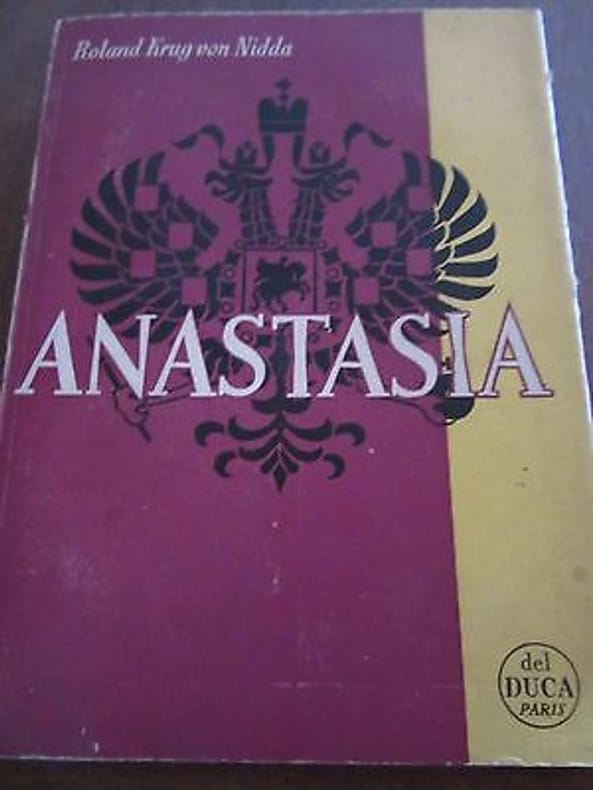 Roland Krug von Nidda
ANASTASIA
del
DUCA
PARIS